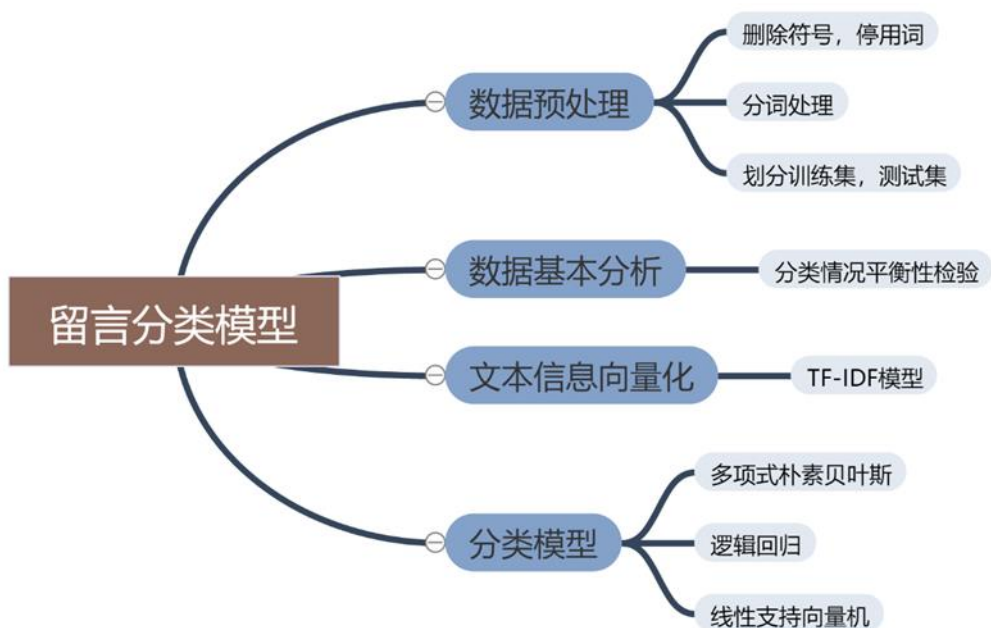 留言分类模型
数据预处理
删除符号，停用词
分词处理
划分训练集，测试集
数据基本分析
分类情况平衡性检验
文本信息向量化
TF-IDF模型
分类模型
多项式朴素贝叶斯
逻辑回归
线性支持向量机